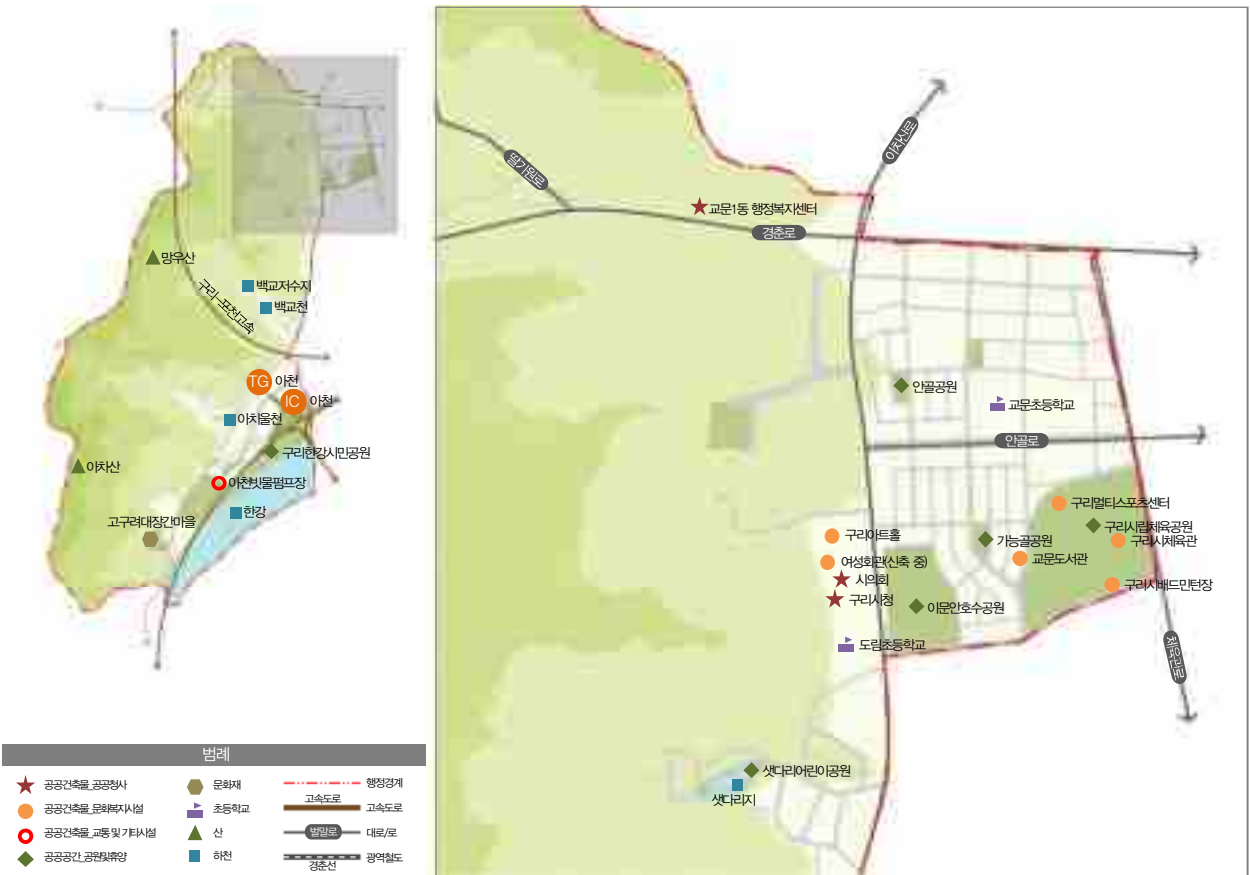 망우산
백교저수지
백교천
구리-포천고속
TG 아천
IC 아천
아치울천
구리한강시민공원
아차산
아천빗물펌프장
한강
고구려대장간마을
아차산로
딸기원로
교문1동 행정복지센터
경춘로
안골공원
교문초등학교
안골로
구리멀티스포츠센터
구리시립체육공원
구리시체육관
구리아트홀
가능골공원
교문도서관
여성회관(신축 중)
시의회
구리시청
구리시배드민턴장
이문안호수공원
도림초등학교
체육관로
샛다리어린이공원
샛다리지
범례
공공건축물_공공청사
공공건축물_문화복지시설
공공건축물_교통 및 기타시설
공공공간_공원및휴양
문화재
초등학교
산
하천
행정경계
고속도로
고속도로
벌말로
대로/로
경춘선
광역철도